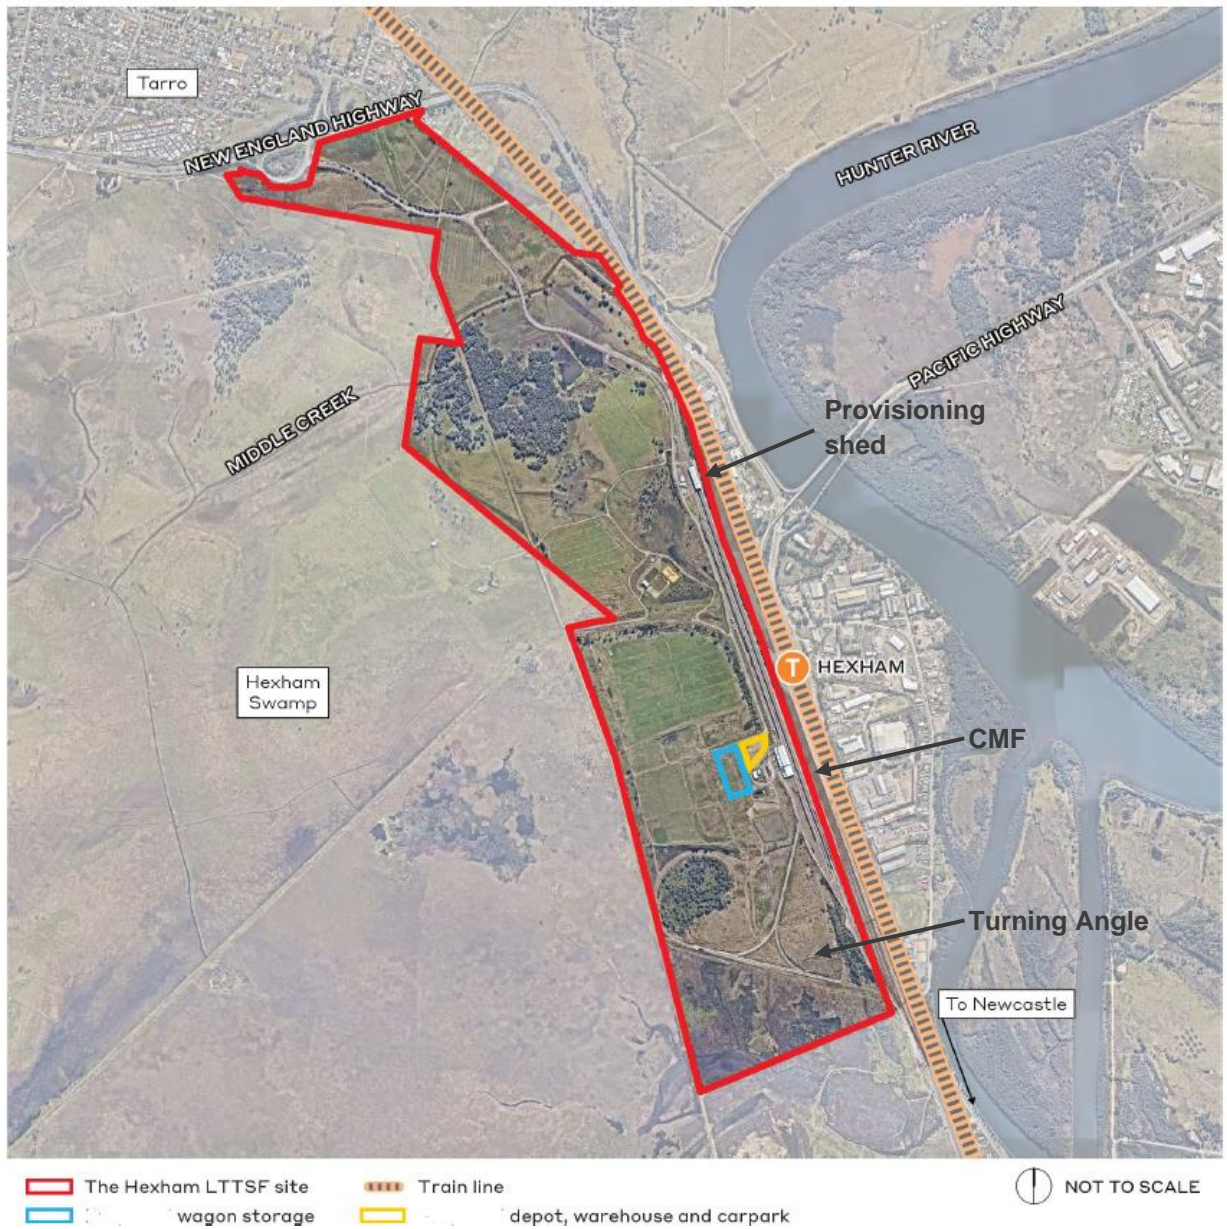 Tarro
NEW ENGLAND HIGHWAY
HUNTER RIVER
PACIFIC HIGHWAY
Provisioning
shed
MIDDLE CREEK
T HEXHAM
Hexham
Swamp
CMF
Turning Angle
To Newcastle
The Hexham LTTSF site
Train line
NOT TO SCALE
wagon storage
depot, warehouse and carpark